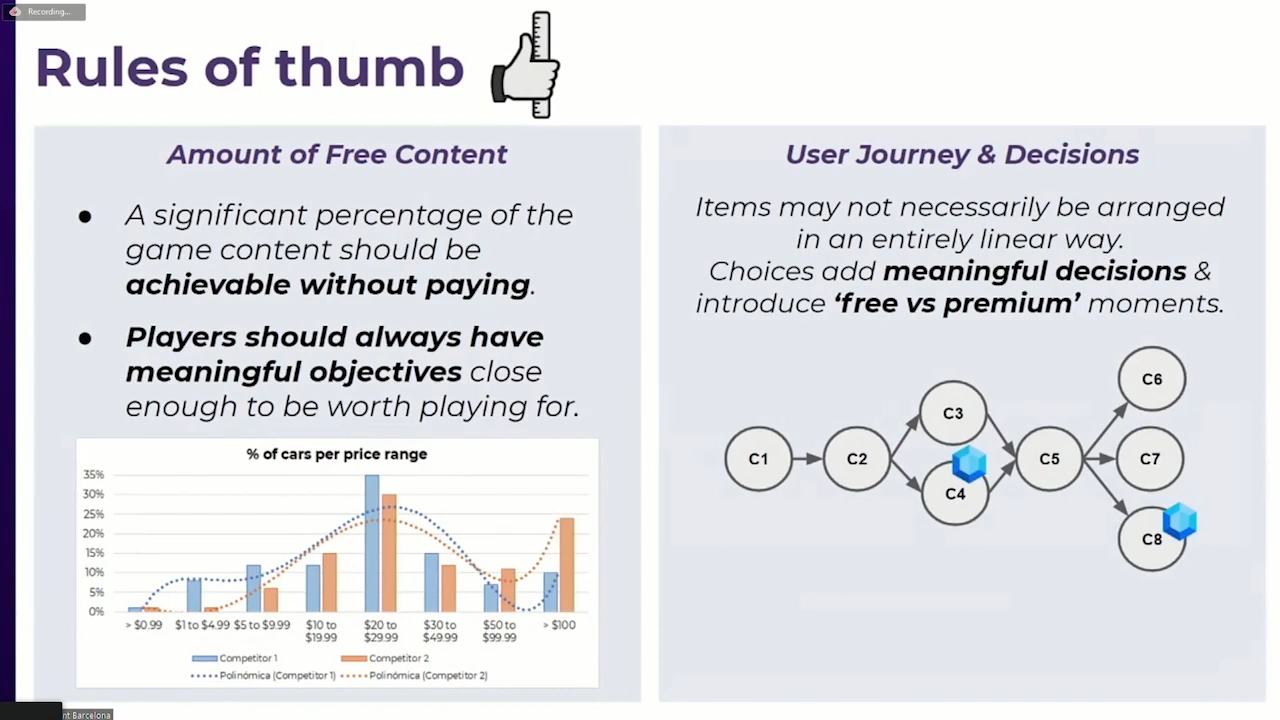 Recording...
Rules of thumb
Amount of Free Content
● A significant percentage of the
game content should be
achievable without paying.
● Players should always have
meaningful objectives close
enough to be worth playing for.
% of cars per price range
35%
30%
25%
20%
15%
10%
5%
0%
> $0.99 $1 to $4.99 $5 to $9.99 $10 to $20 to $30 to $50 to > $100
$19.99 $29.99 $49.99 $99.99
Competitor 1 Competitor 2
Polinómica (Competitor 1) Polinómica (Competitor 2)
User Journey & Decisions
Items may not necessarily be arranged
in an entirely linear way.
Choices add meaningful decisions &
introduce ‘free vs premium’ moments.
C6
C3
C1 C2 C5 C7
C4
C8
Barcelona